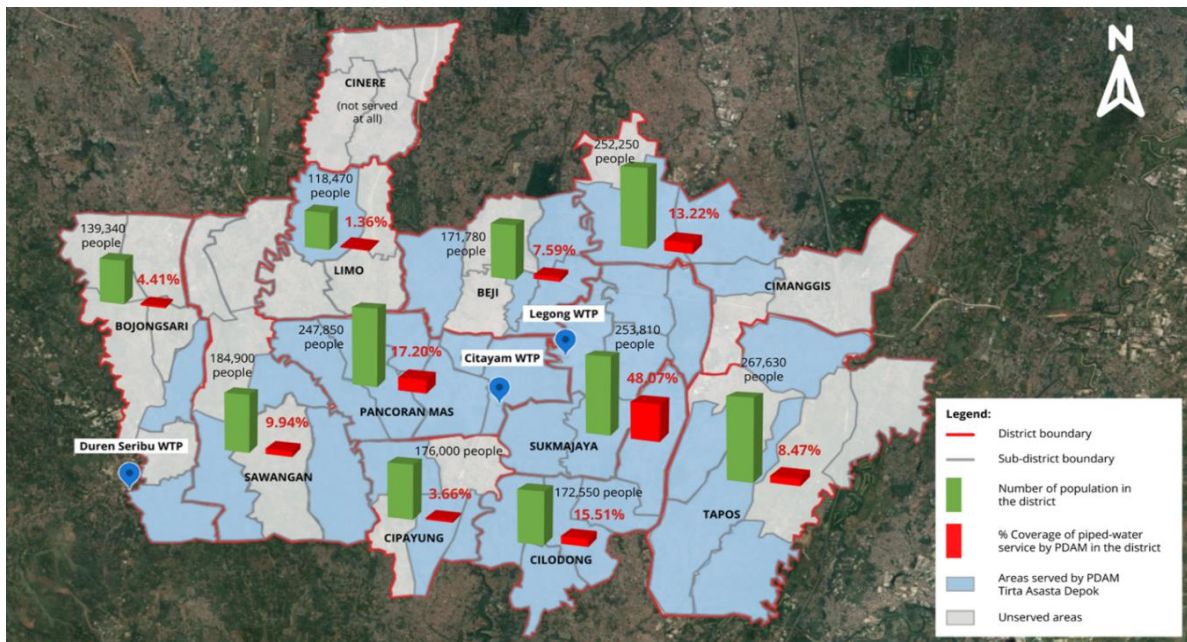 N
CINERE
(not served
at all)
252,250
people
118,470
people
1.36%
13.22%
139,340
people
171,780
people
7.59%
4.41%
LIMO
BEJI
CIMANGGIS
BOJONGSARI
Legong WTP
247,850
people
253,810
people
184,900
people
17.20%
Citayam WTP
267,630
people
48.07%
9.94%
PANCORAN MAS
Duren Seribu WTP
SUKMAJAYA
8.47%
SAWANGAN
176,000 people
3.66%
172,550 people
15.51%
TAPOS
CIPAYUNG
CILODONG
Legend:
District boundary
Sub-district boundary
Number of population in
the district
% Coverage of piped-water
service by PDAM in the district
Areas served by PDAM
Tirta Asasta Depok
Unserved areas